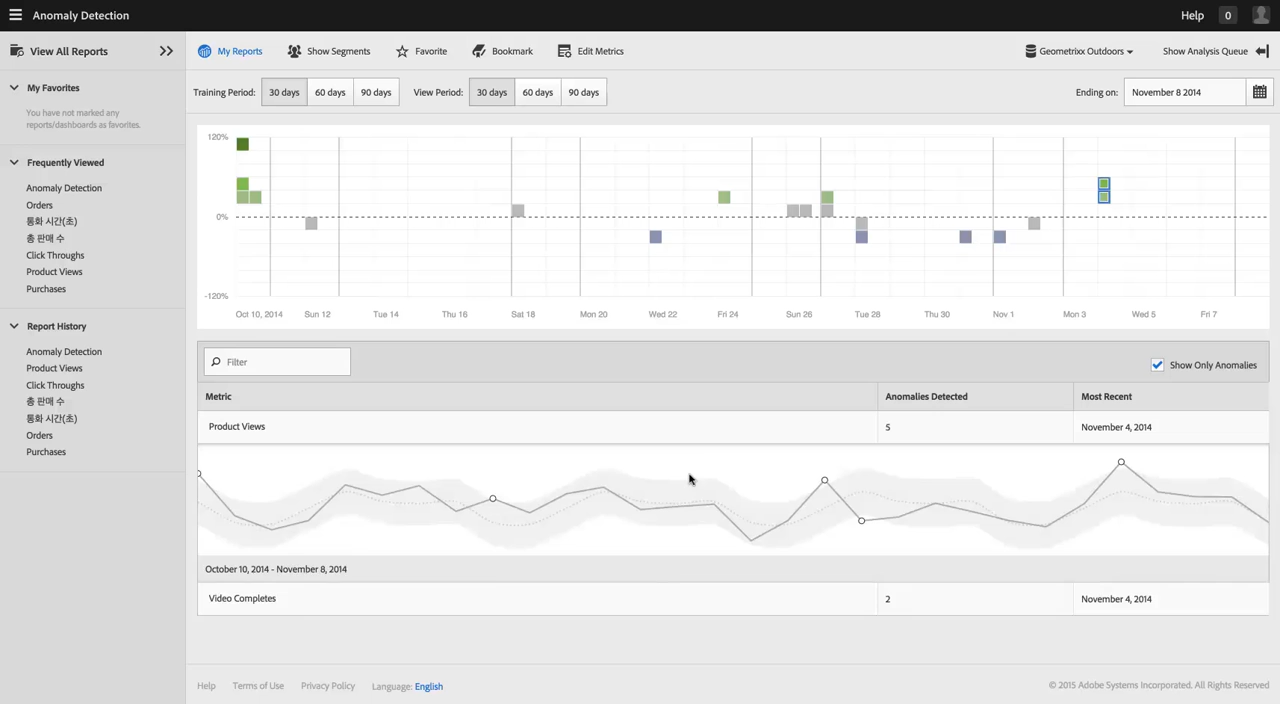 Anomaly Detection
Help 0
View All Reports
My Reports Show Segments Favorite Bookmark Edit Metrics
Geometrixx Outdoors Show Analysis Queue
My Favorites
You have not marked any
reports/dashboards as favorites.
Frequently Viewed
Anomaly Detection
Orders
통화 시간(초)
총 판매 수
Click Throughs
Product Views
Purchases
Report History
Anomaly Detection
Product Views
Click Throughs
총 판매 수
통화 시간(초)
Orders
Purchases
Training Period: 30 days 60 days 90 days View Period: 30 days 60 days 90 days
Ending on: November 8 2014
120%
0%
-120%
Oct 10, 2014 Sun 12 Tue 14 Thu 16 Sat 18 Mon 20 Wed 22 Fri 24 Sun 26 Tue 28 Thu 30 Nov 1 Mon 3 Wed 5 Fri 7
Filter
Show Only Anomalies
Metric Anomalies Detected Most Recent
Product Views 5 November 4, 2014
October 10, 2014 - November 8, 2014
Video Completes 2 November 4, 2014
Help Terms of Use Privacy Policy Language: English
© 2015 Adobe Systems Incorporated. All Rights Reserved